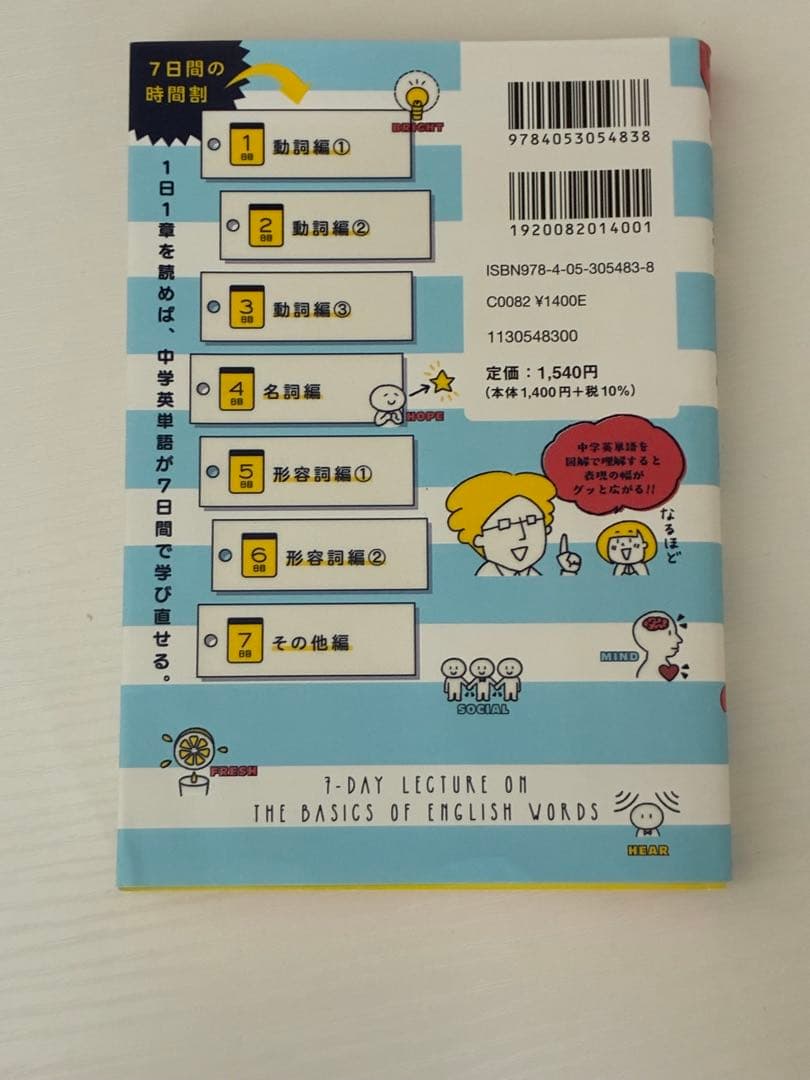 7日間の
時間割
1日1章を読めば、中学英単語が7日間で学び直せる。
1日目 動詞編①
2日目 動詞編②
3日目 動詞編③
4日目 名詞編
5日目 形容詞編①
6日目 形容詞編②
7日目 その他編
BRIGHT
HOPE
9784053054838
1920082014001
ISBN978-4-05-305483-8
C0082 ¥1400E
1130548300
定価:1,540円
(本体1,400円+税10%)
中学英単語を
図解で理解すると
表現の幅が
グッと広がる!!
なるほど
MIND
SOCIAL
FRESH
7-DAY LECTURE ON
THE BASICS OF ENGLISH WORDS
HEAR